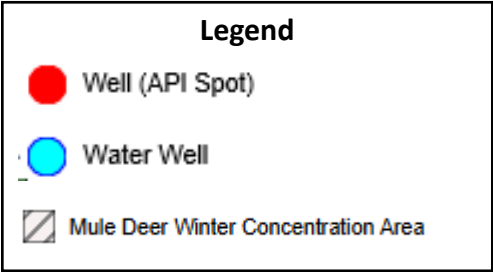 Legend
Well (API Spot)
Water Well
Mule Deer Winter Concentration Area